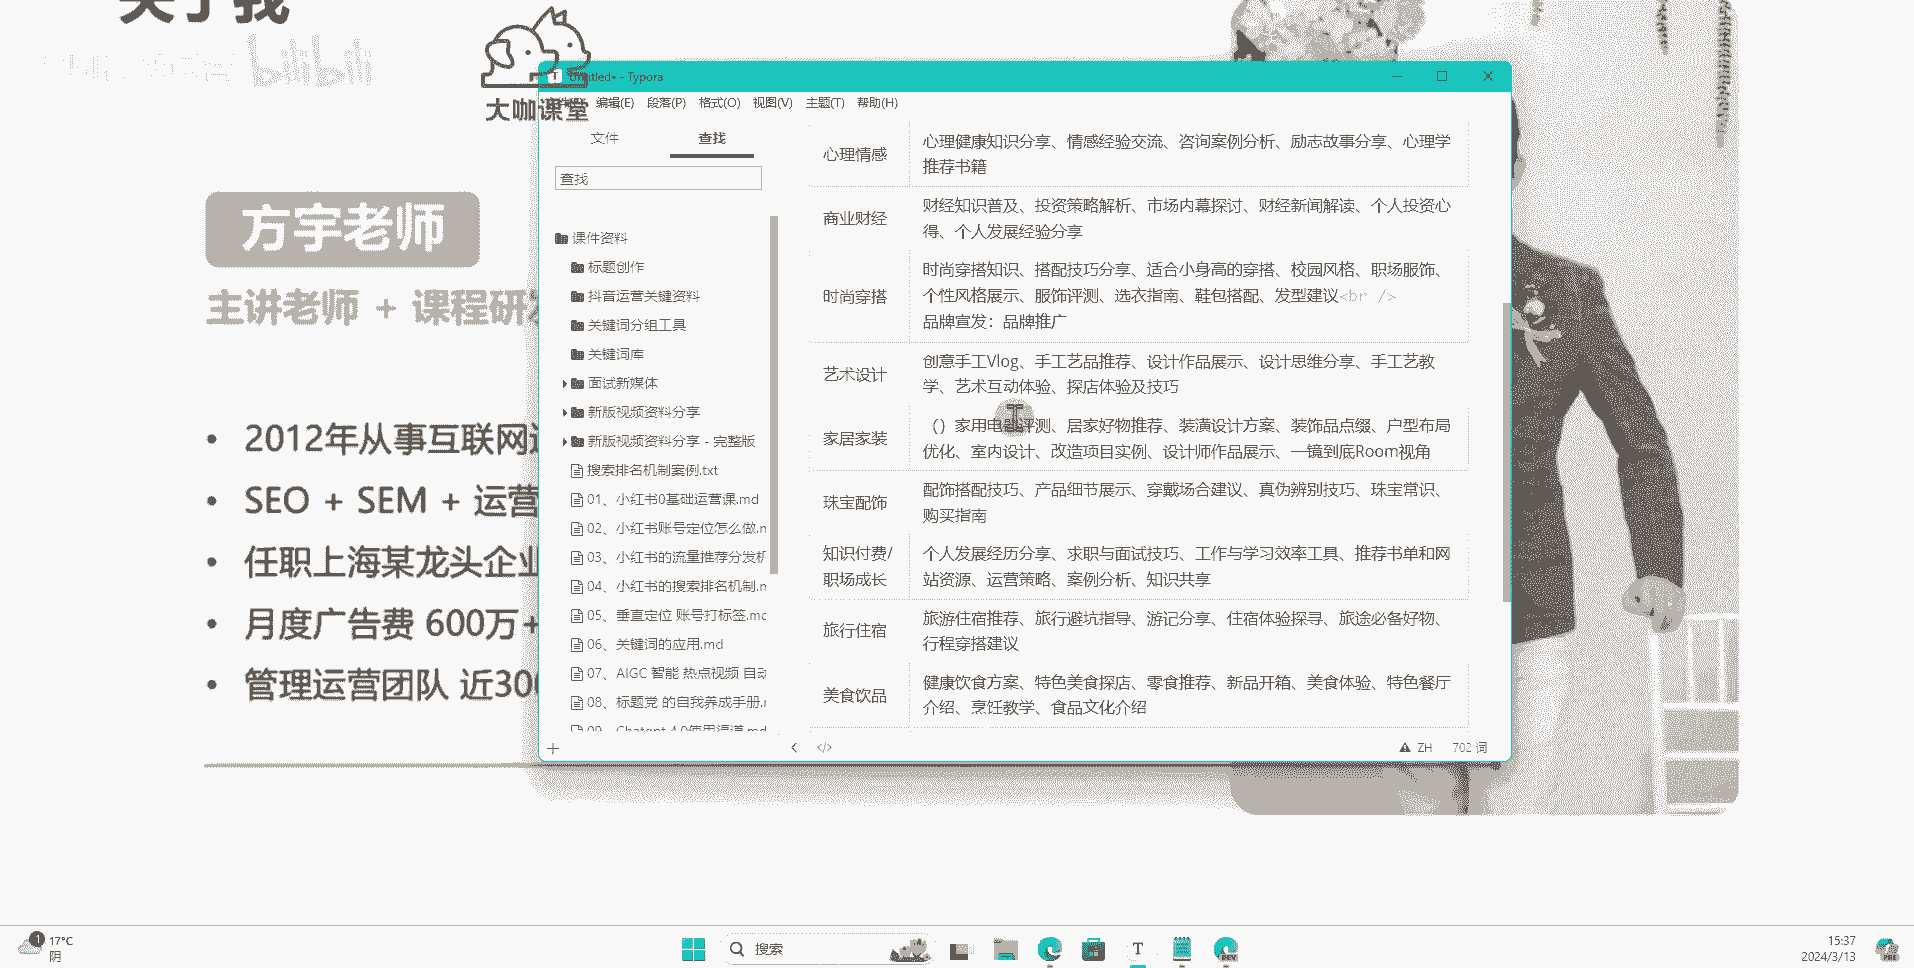 关于我
bilibili
大咖课堂
方宇老师
主讲老师 + 课程研发
2012年从事互联网运
SEO + SEM + 运营
任职上海某龙头企业
月度广告费 600万+
管理运营团队 近300
Untitled• - Typora
编辑(E) 段落(P) 格式(O) 视图(V) 主题(T) 帮助(H)
文件 查找
查找
课件资料
标题创作
抖音运营关键资料
关键词分组工具
关键词库
面试新媒体
新版视频资料分享
新版视频资料分享 - 完整版
搜索排名机制案例.txt
01、小红书0基础运营课.md
02、小红书账号定位怎么做.m
03、小红书的流量推荐分发机
04、小红书的搜索排名机制.m
05、垂直定位 账号打标签.md
06、关键词的应用.md
07、AIGC 智能 热点视频 自动
08、标题党 的自我养成手册.m
09、Chatgpt 4.0使用渠道.md
心理情感
心理健康知识分享、情感经验交流、咨询案例分析、励志故事分享、心理学
推荐书籍
商业财经
财经知识普及、投资策略解析、市场内幕探讨、财经新闻解读、个人投资心
得、个人发展经验分享
时尚穿搭
时尚穿搭知识、搭配技巧分享、适合小身高的穿搭、校园风格、职场服饰、
个性风格展示、服饰评测、选衣指南、鞋包搭配、发型建议<br />
品牌宣发：品牌推广
艺术设计
创意手工Vlog、手工艺品推荐、设计作品展示、设计思维分享、手工艺教
学、艺术互动体验、探店体验及技巧
家居家装
（）家用电器评测、居家好物推荐、装潢设计方案、装饰品点缀、户型布局
优化、室内设计、改造项目实例、设计师作品展示、一镜到底Room视角
珠宝配饰
配饰搭配技巧、产品细节展示、穿戴场合建议、真伪辨别技巧、珠宝常识、
购买指南
知识付费/
职场成长
个人发展经历分享、求职与面试技巧、工作与学习效率工具、推荐书单和网
站资源、运营策略、案例分析、知识共享
旅行住宿
旅游住宿推荐、旅行避坑指导、游记分享、住宿体验探寻、旅途必备好物、
行程穿搭建议
美食饮品
健康饮食方案、特色美食探店、零食推荐、新品开箱、美食体验、特色餐厅
介绍、烹饪教学、食品文化介绍
ZH 702 词
1
17°C
阴
搜索
DEV
15:37
2024/3/13
PRE